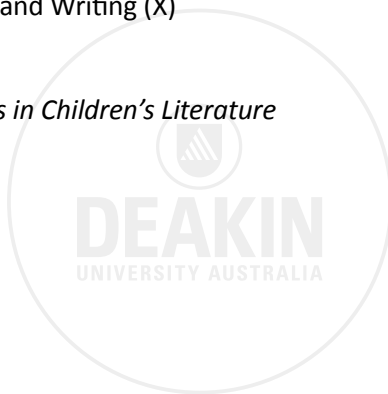 and Writing (X)
s in Children's Literature
DEAKIN
UNIVERSITY AUSTRALIA